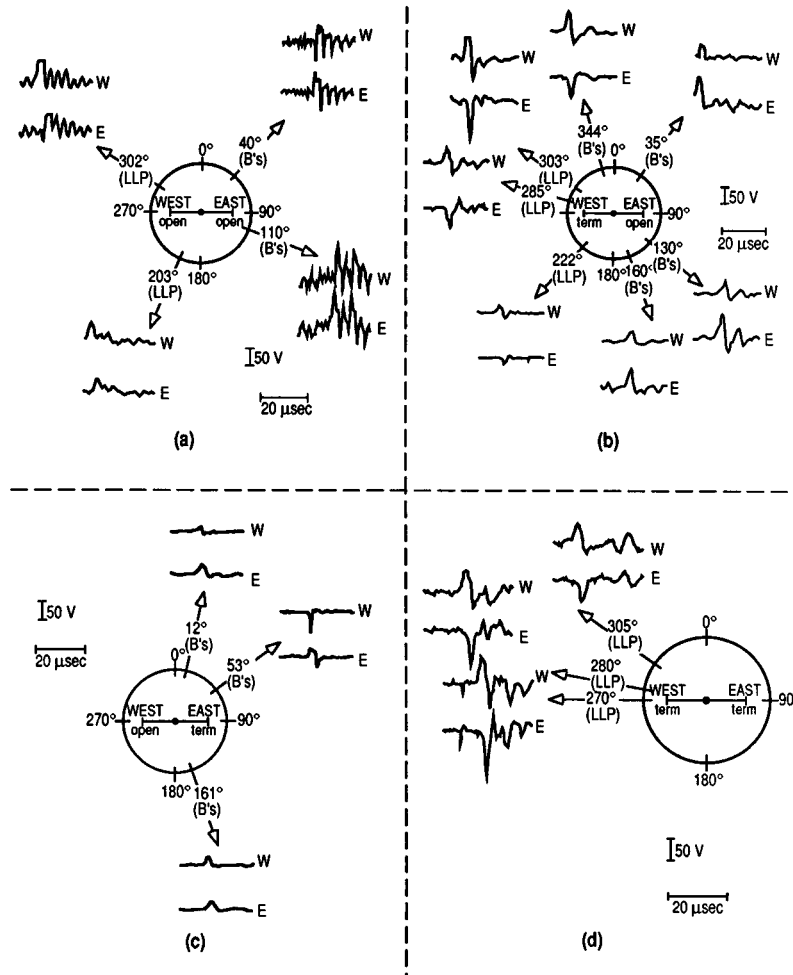 W
E
302°
(LLP)
0°
40°
(B's)
W
E
WEST
EAST
open
open
270°
90°
110°
(B's)
203°
(LLP)
180°
W
E
W
E
50 V
20 µsec
(a)
W
E
W
E
W
E
W
E
344°
(B's)
0°
35°
(B's)
303°
(LLP)
285°
(LLP)
WEST
EAST
term
open
90°
50 V
20 µsec
222°
(LLP)
180°
160°
(B's)
130°
(B's)
W
E
W
E
W
E
(b)
W
E
50 V
20 µsec
12°
(B's)
0°
53°
(B's)
W
E
WEST
EAST
open
term
270°
90°
180°
161°
(B's)
W
E
(c)
W
E
W
E
W
E
305°
(LLP)
0°
280°
(LLP)
270°
(LLP)
WEST
EAST
term
term
90
180°
50 V
20 µsec
(d)